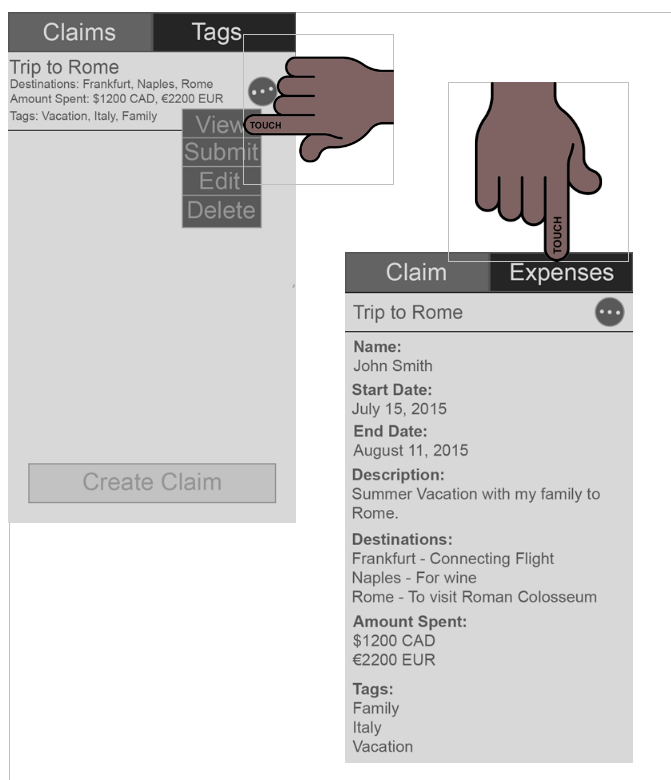 Claims Tags
Trip to Rome
Destinations: Frankfurt, Naples, Rome
Amount Spent: $1200 CAD, €2200 EUR
Tags: Vacation, Italy, Family
View
TOUCH
Submit
Edit
Delete
Create Claim
TOUCH
Claim Expenses
Trip to Rome
Name:
John Smith
Start Date:
July 15, 2015
End Date:
August 11, 2015
Description:
Summer Vacation with my family to
Rome.
Destinations:
Frankfurt - Connecting Flight
Naples - For wine
Rome - To visit Roman Colosseum
Amount Spent:
$1200 CAD
€2200 EUR
Tags:
Family
Italy
Vacation